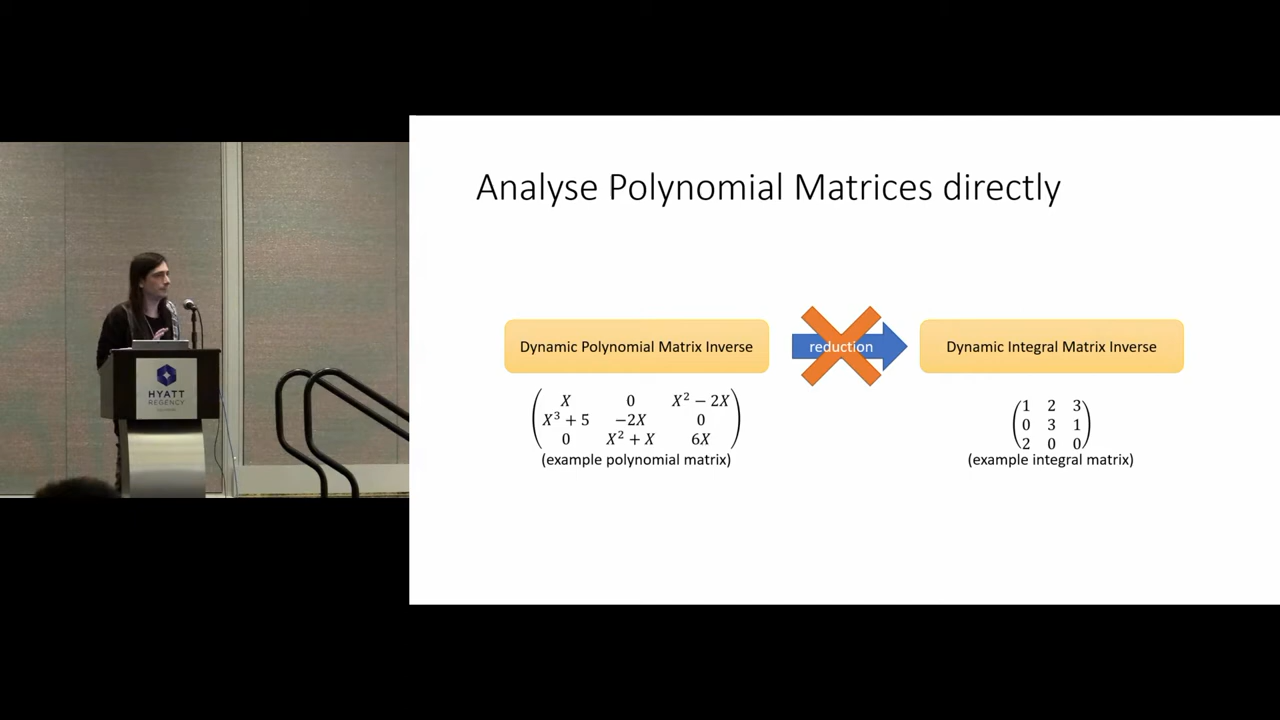 Analyse Polynomial Matrices directly
Dynamic Polynomial Matrix Inverse
reduction
Dynamic Integral Matrix Inverse
X 0 X² − 2X
X³ + 5 −2X 0
0 X² + X 6X
(example polynomial matrix)
1 2 3
0 3 1
2 0 0
(example integral matrix)
HYATT
REGENCY